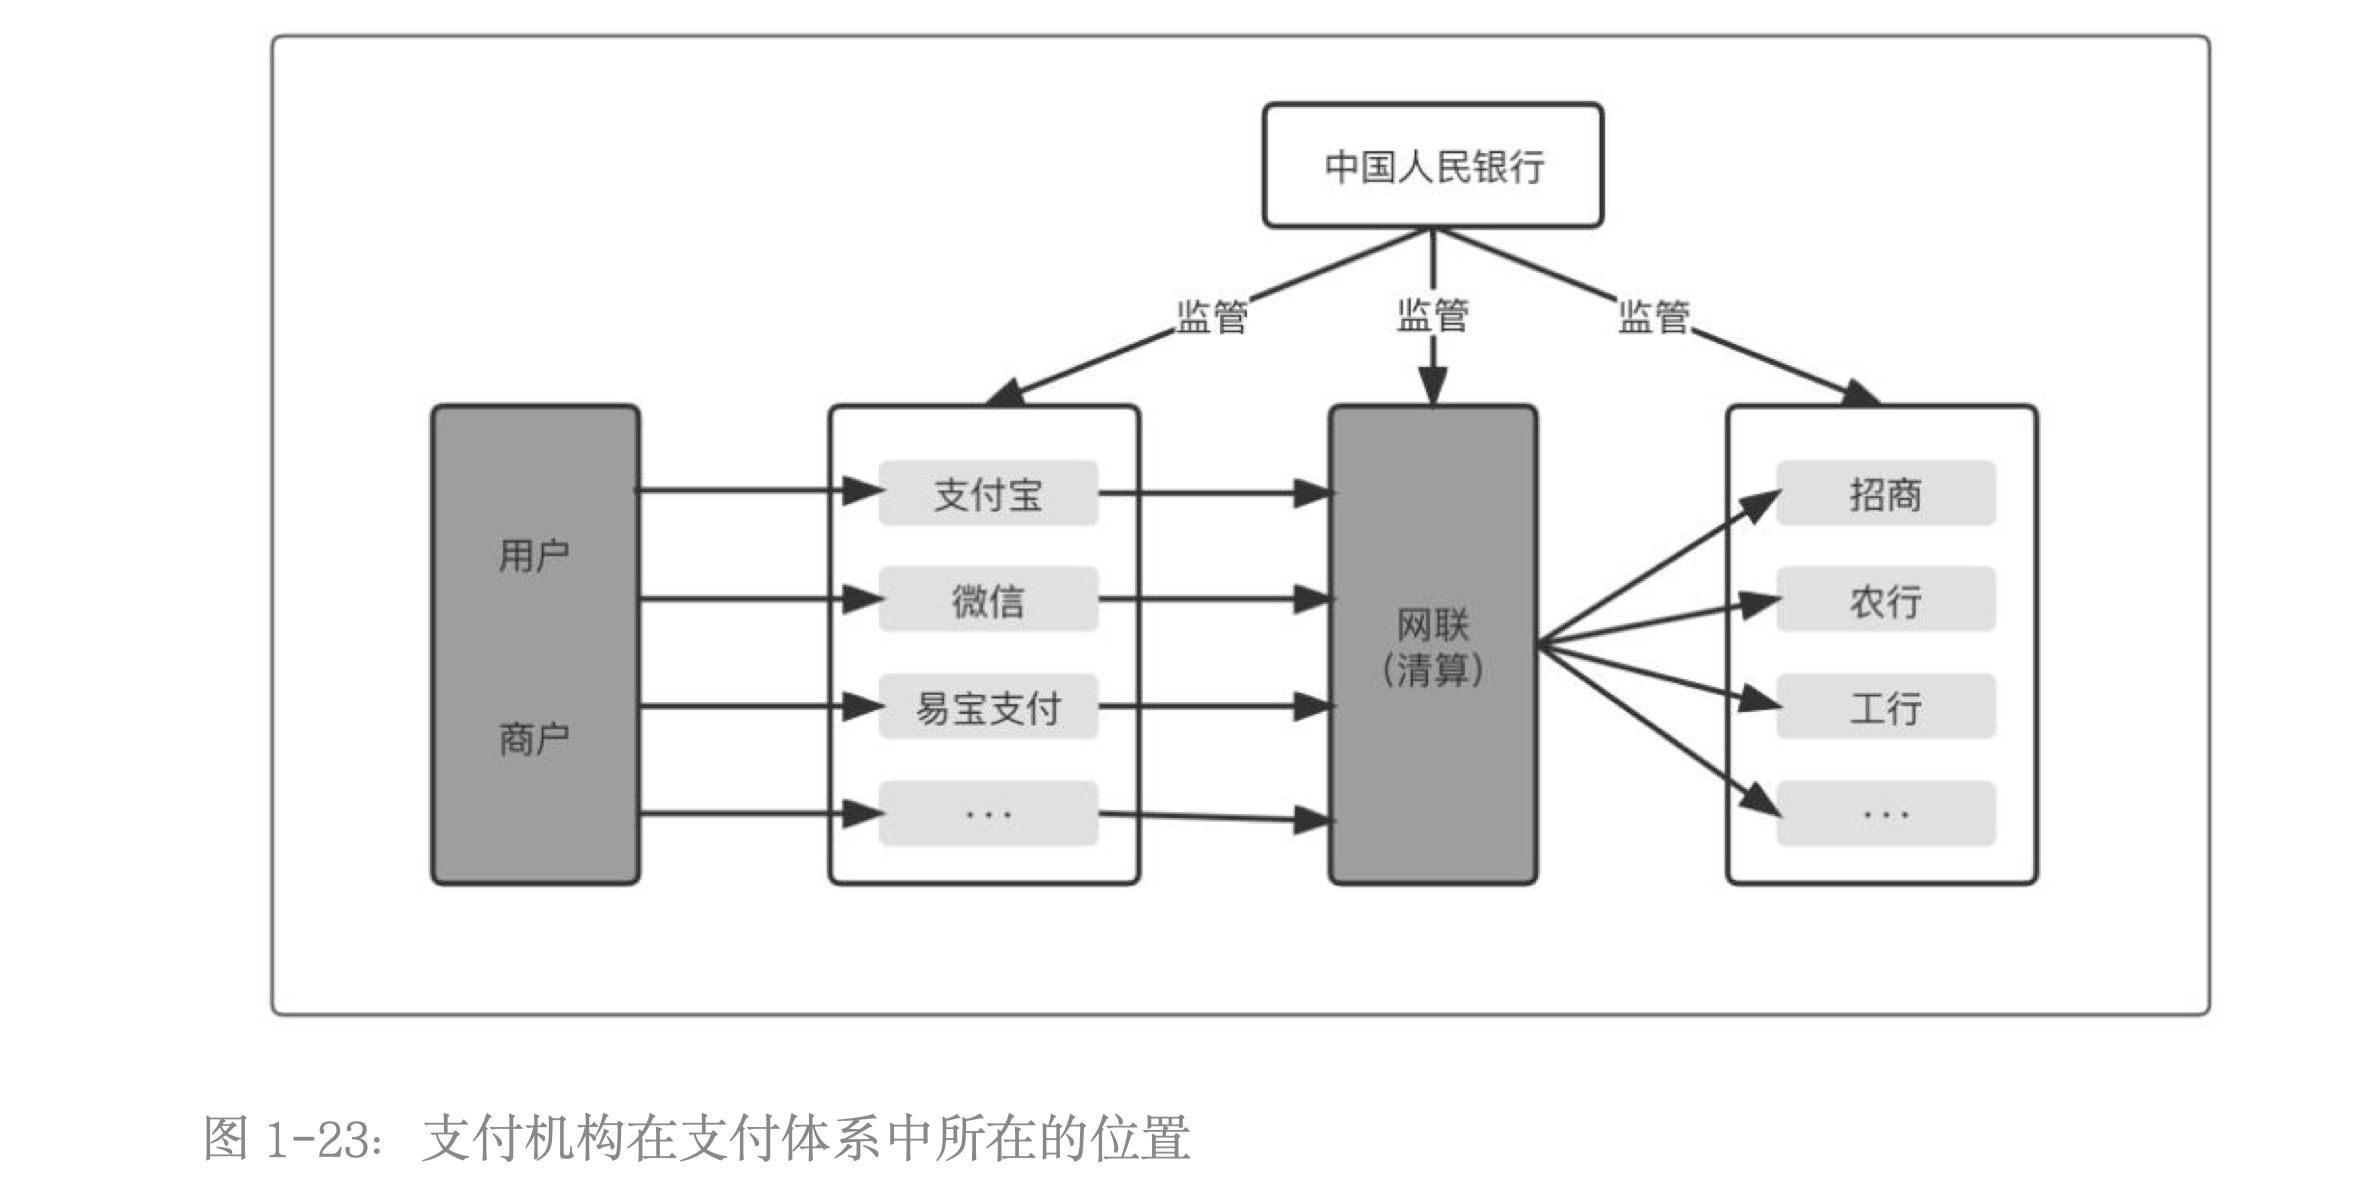 中国人民银行
监管
监管
监管
用户
商户
支付宝
微信
易宝支付
...
网联
(清算)
招商
农行
工行
...
图 1-23: 支付机构在支付体系中所在的位置